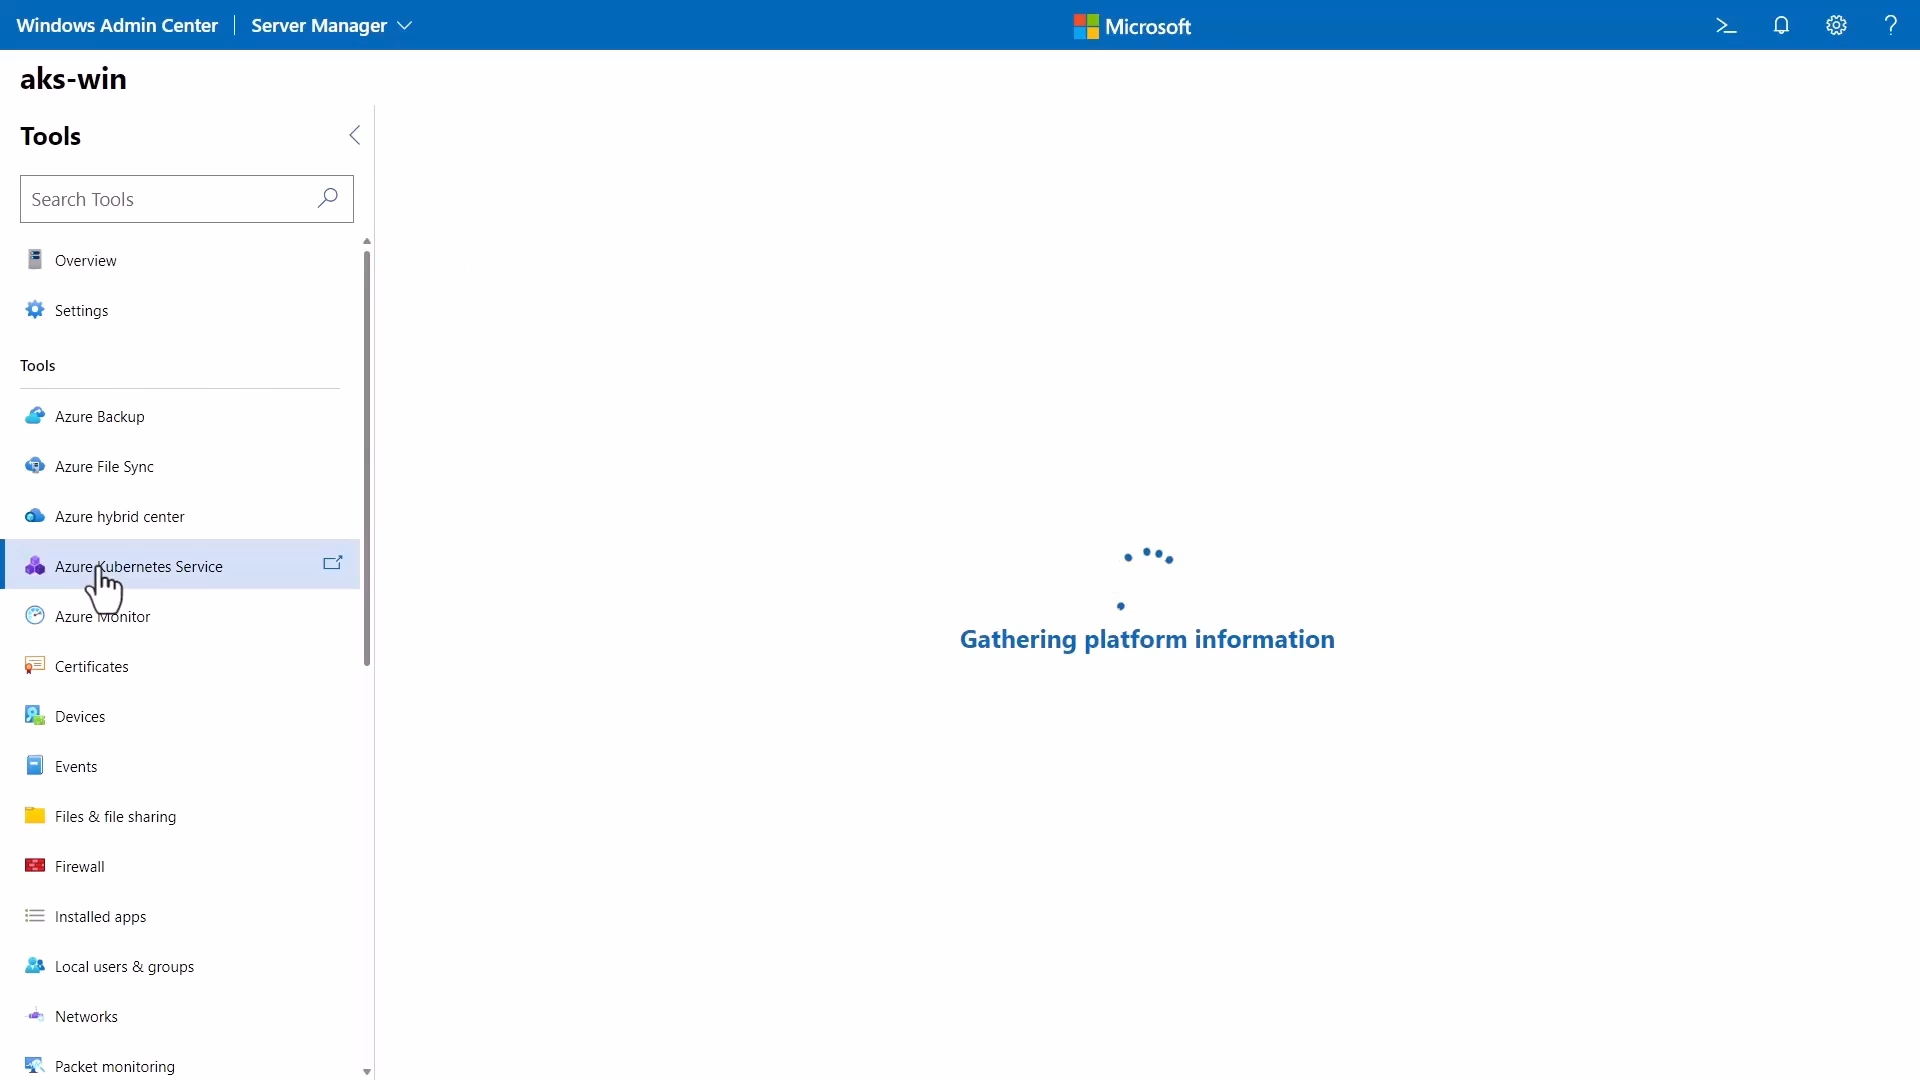 Windows Admin Center | Server Manager
Microsoft
>_
?
aks-win
Tools
Search Tools
Overview
Settings
Tools
Azure Backup
Azure File Sync
Azure hybrid center
Azure Kubernetes Service
Azure Monitor
Certificates
Devices
Events
Files & file sharing
Firewall
Installed apps
Local users & groups
Networks
Packet monitoring
Gathering platform information